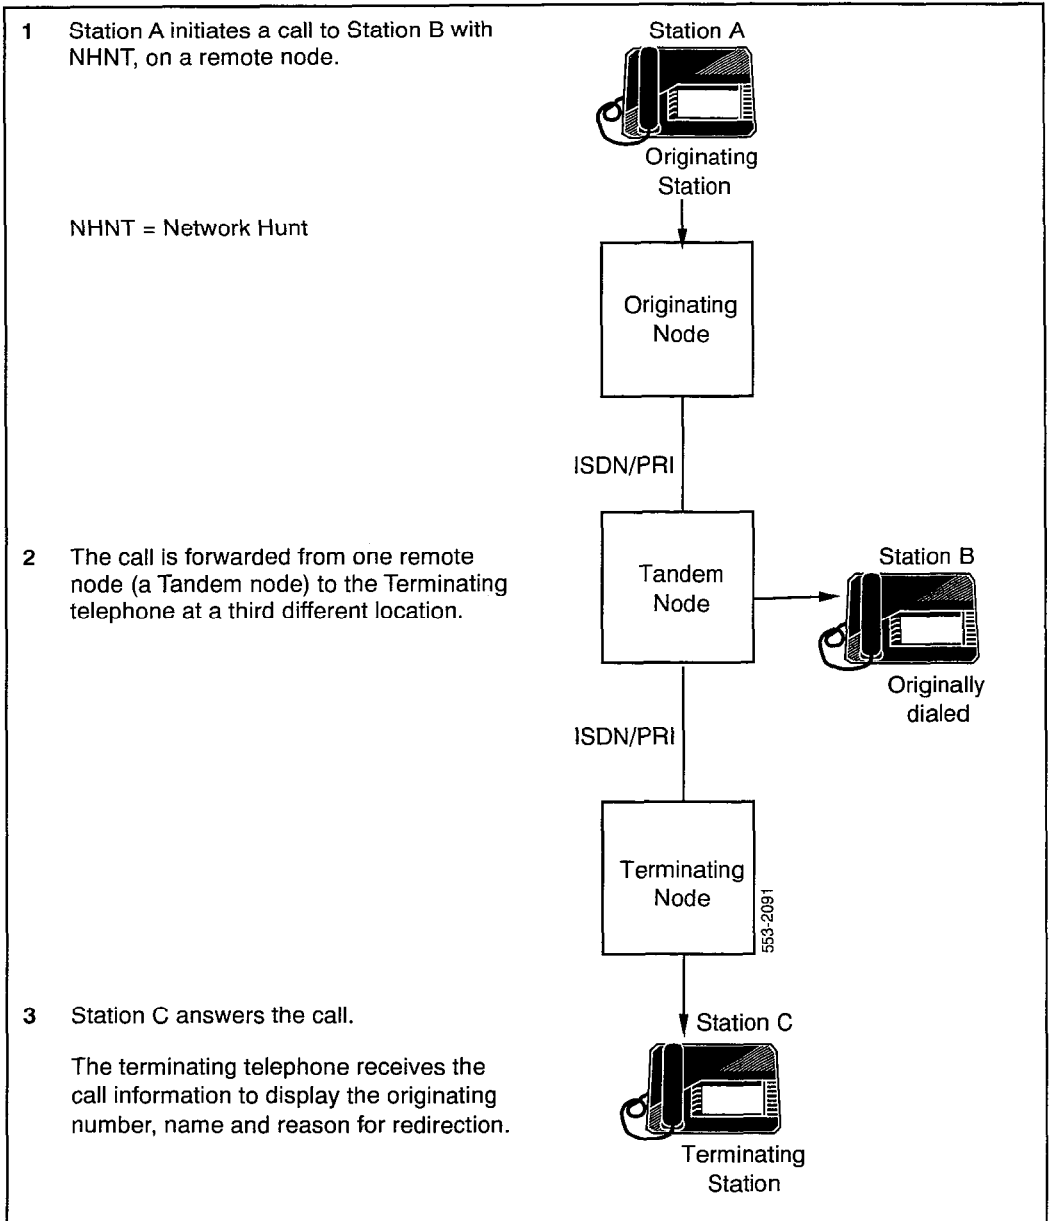 1 Station A initiates a call to Station B with
NHNT, on a remote node.
Station A
Originating
Station
NHNT = Network Hunt
Originating
Node
ISDN/PRI
2 The call is forwarded from one remote
node (a Tandem node) to the Terminating
telephone at a third different location.
Tandem
Node
Station B
Originally
dialed
ISDN/PRI
Terminating
Node
553-2091
3 Station C answers the call.
Station C
The terminating telephone receives the
call information to display the originating
number, name and reason for redirection.
Terminating
Station